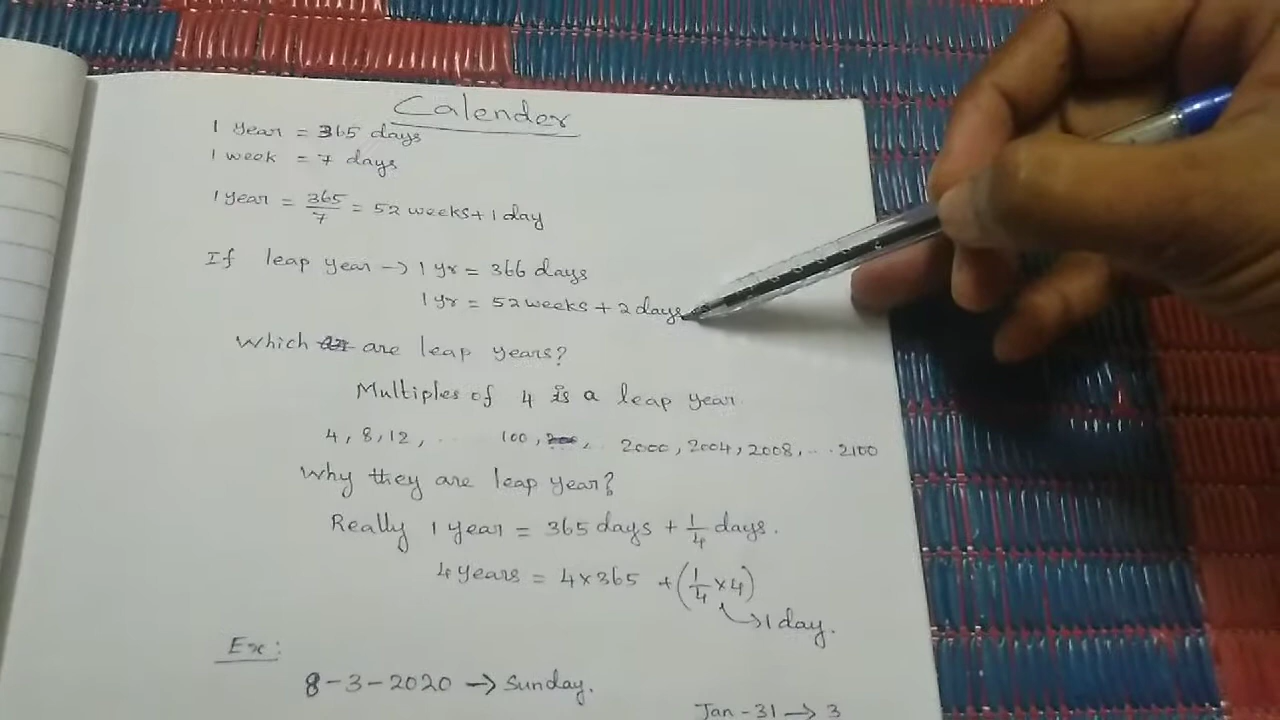 Calender
1 Year = 365 days
1 week = 7 days
1 year = 365/7 = 52 weeks + 1 day
If leap year -> 1 yr = 366 days
1 yr = 52 weeks + 2 days
Which are leap years?
Multiples of 4 is a leap year
4, 8, 12, .. 100, .. 2000, 2004, 2008, ... 2100
Why they are leap year?
Really 1 year = 365 days + 1/4 days.
4 years = 4 x 365 + (1/4 x 4)
-> 1 day.
Ex:
8-3-2020 -> Sunday.
Jan - 31 -> 3